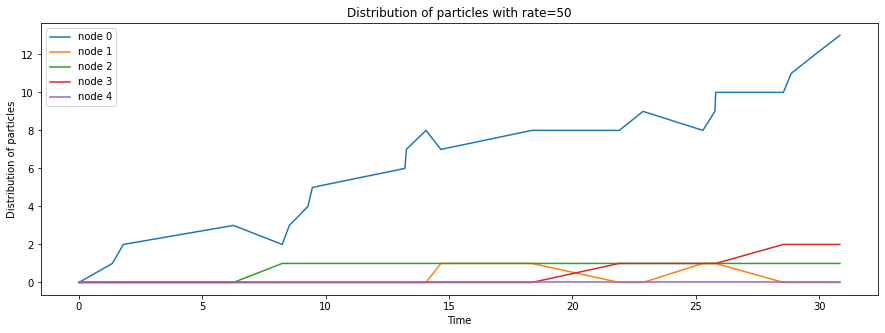 Distribution of particles with rate=50
node 0
node 1
node 2
node 3
node 4
Distribution of particles
12
10
8
6
4
2
0
0 5 10 15 20 25 30
Time